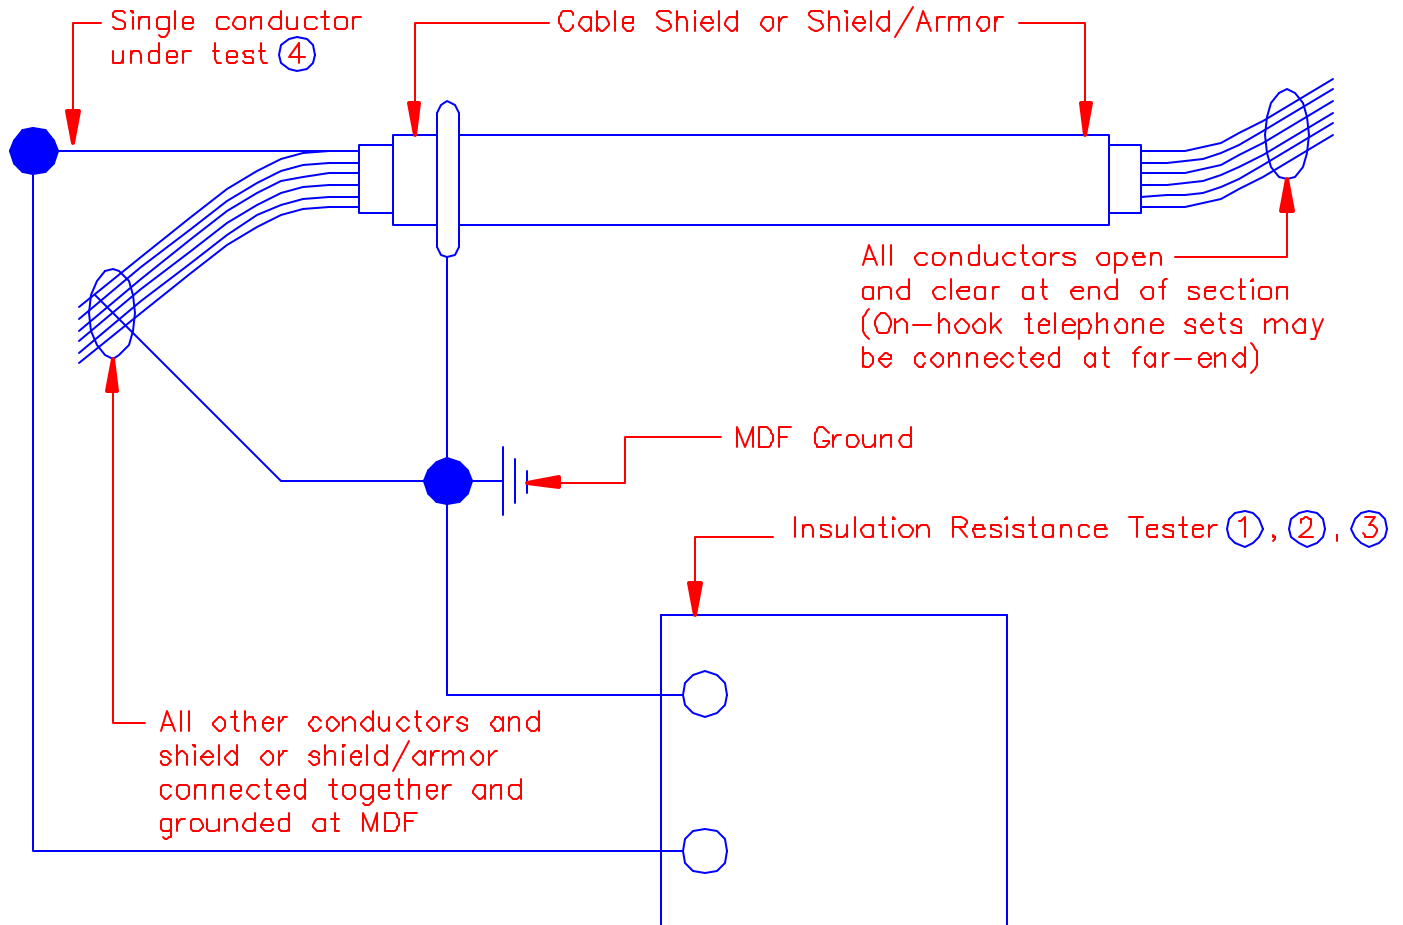 Single conductor
under test 4
Cable Shield or Shield/Armor
All conductors open
and clear at end of section
(On-hook telephone sets may
be connected at far-end)
MDF Ground
Insulation Resistance Tester 1, 2, 3
All other conductors and
shield or shield/armor
connected together and
grounded at MDF